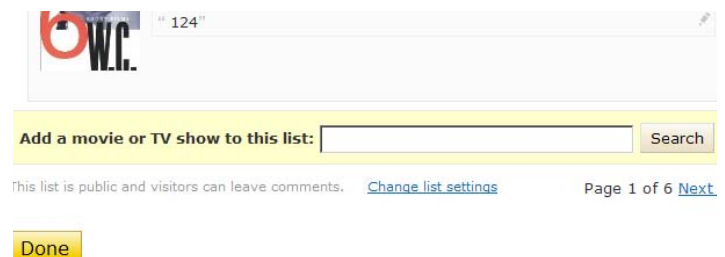 “ 124”
6
W.C.
Add a movie or TV show to this list: Search
This list is public and visitors can leave comments. Change list settings Page 1 of 6 Next
Done